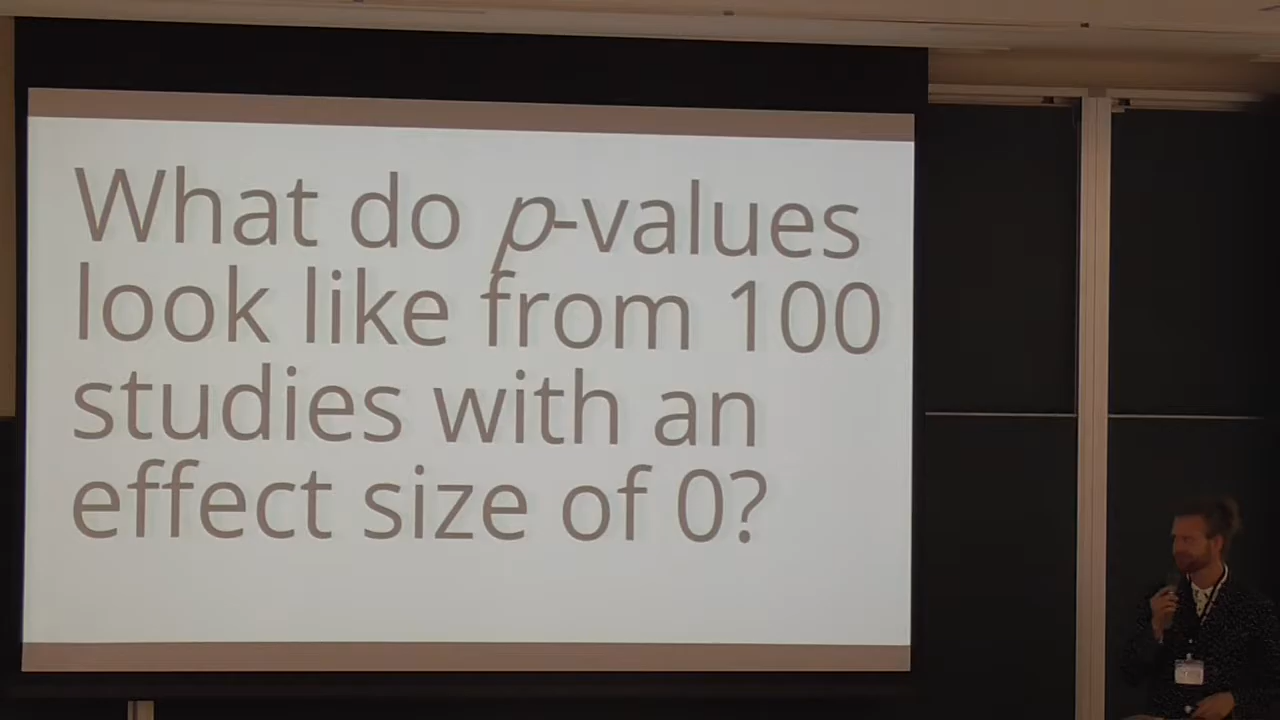 What do p-values
look like from 100
studies with an
effect size of 0?